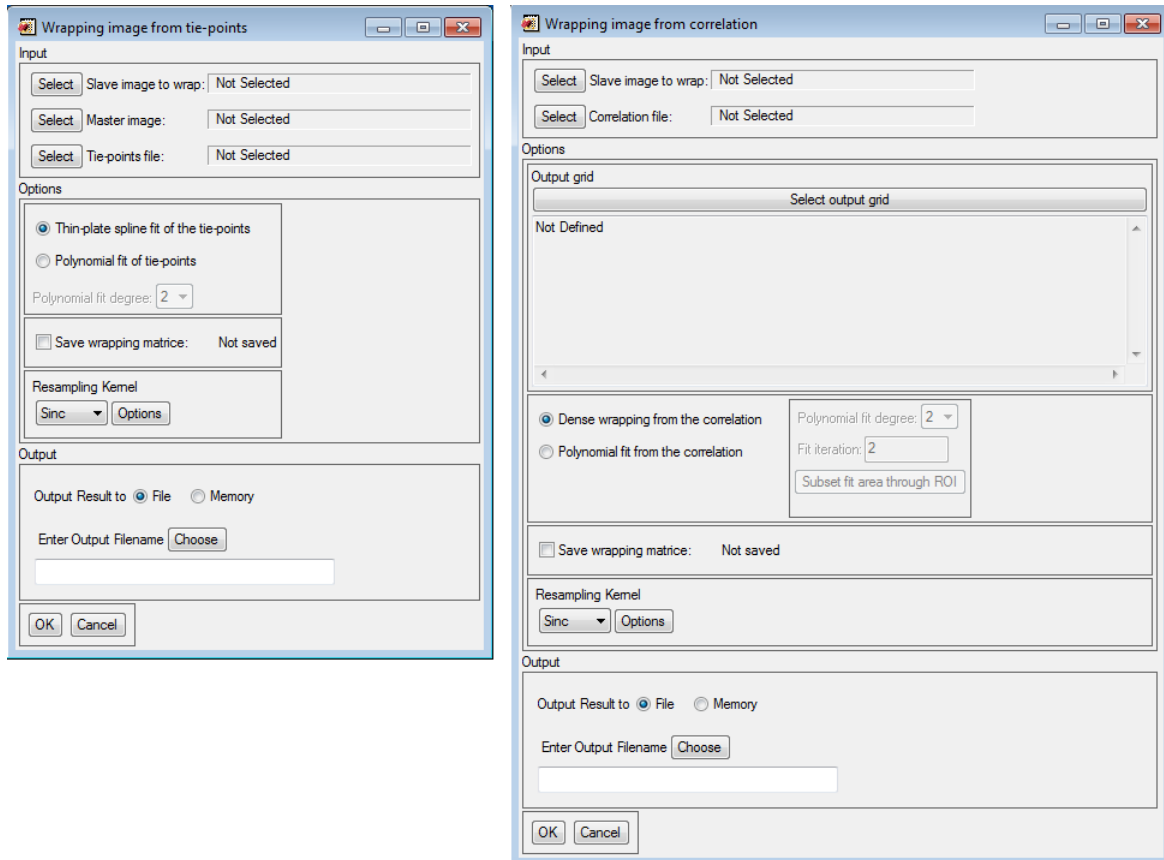 Wrapping image from tie-points
Input
Select Slave image to wrap: Not Selected
Select Master image: Not Selected
Select Tie-points file: Not Selected
Options
Thin-plate spline fit of the tie-points
Polynomial fit of tie-points
Polynomial fit degree: 2
Save wrapping matrice: Not saved
Resampling Kernel
Sinc Options
Output
Output Result to File Memory
Enter Output Filename Choose
OK Cancel
Wrapping image from correlation
Input
Select Slave image to wrap: Not Selected
Select Correlation file: Not Selected
Options
Output grid
Select output grid
Not Defined
Dense wrapping from the correlation
Polynomial fit from the correlation
Polynomial fit degree: 2
Fit iteration: 2
Subset fit area through ROI
Save wrapping matrice: Not saved
Resampling Kernel
Sinc Options
Output
Output Result to File Memory
Enter Output Filename Choose
OK Cancel